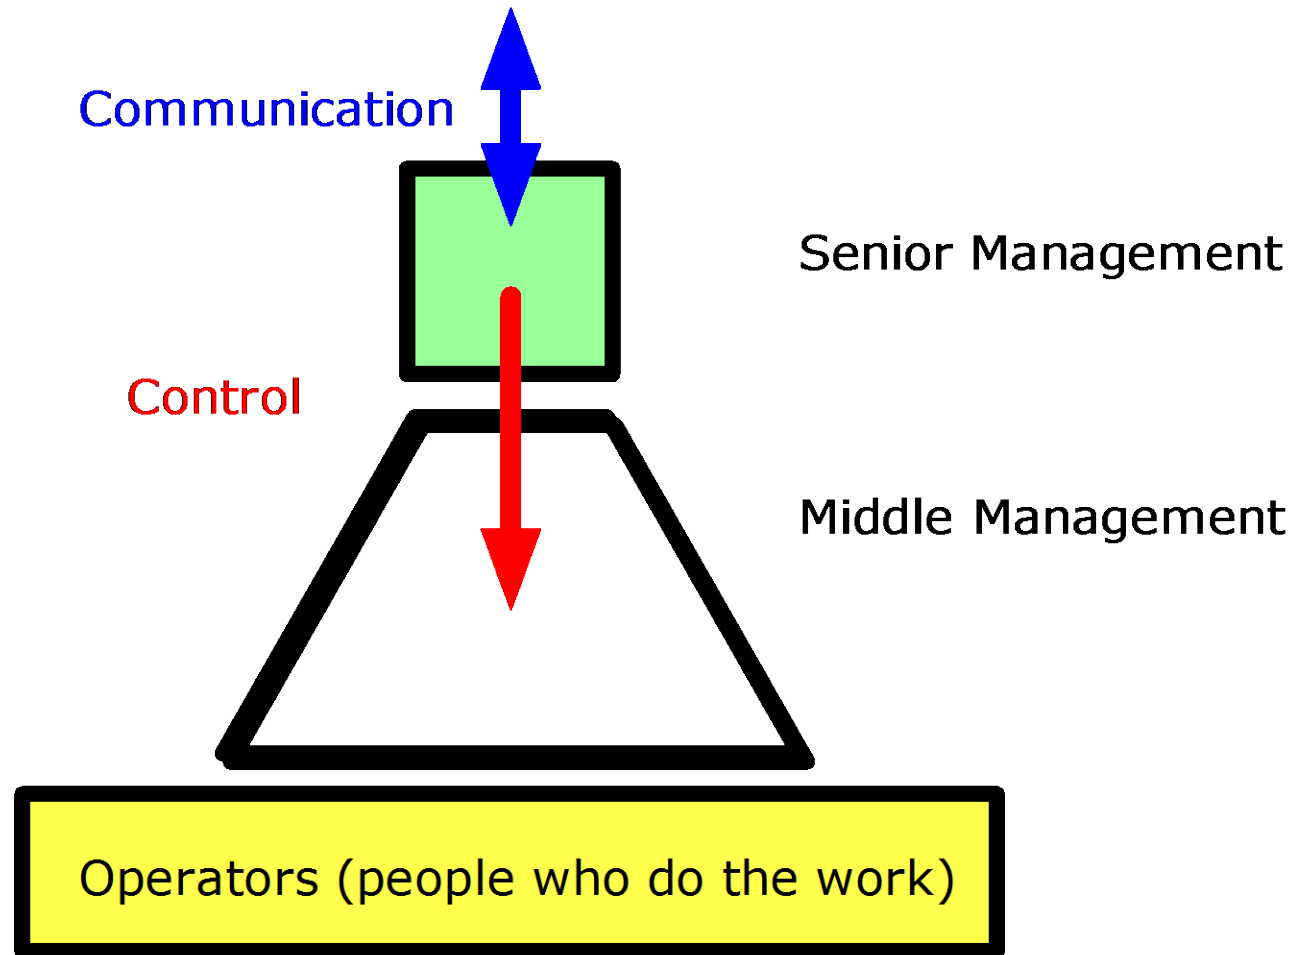 Communication
Senior Management
Control
Middle Management
Operators (people who do the work)